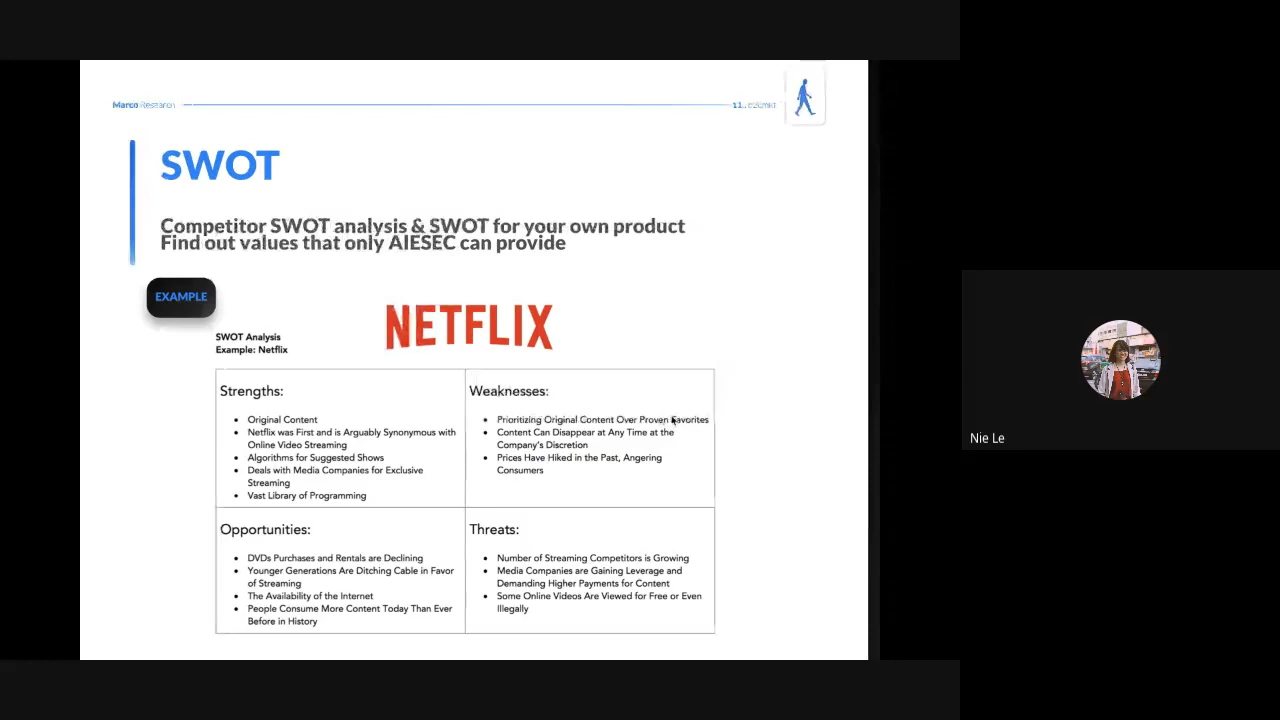 Marco Research
SWOT
Competitor SWOT analysis & SWOT for your own product
Find out values that only AIESEC can provide
EXAMPLE
NETFLIX
SWOT Analysis
Example: Netflix
Strengths:
Original Content
Netflix was First and is Arguably Synonymous with
Online Video Streaming
Algorithms for Suggested Shows
Deals with Media Companies for Exclusive
Streaming
Vast Library of Programming
Weaknesses:
Prioritizing Original Content Over Proven Favorites
Content Can Disappear at Any Time at the
Company's Discretion
Prices Have Hiked in the Past, Angering
Consumers
Opportunities:
DVDs Purchases and Rentals are Declining
Younger Generations Are Ditching Cable in Favor
of Streaming
The Availability of the Internet
People Consume More Content Today Than Ever
Before in History
Threats:
Number of Streaming Competitors is Growing
Media Companies are Gaining Leverage and
Demanding Higher Payments for Content
Some Online Videos Are Viewed for Free or Even
Illegally
Nie Le